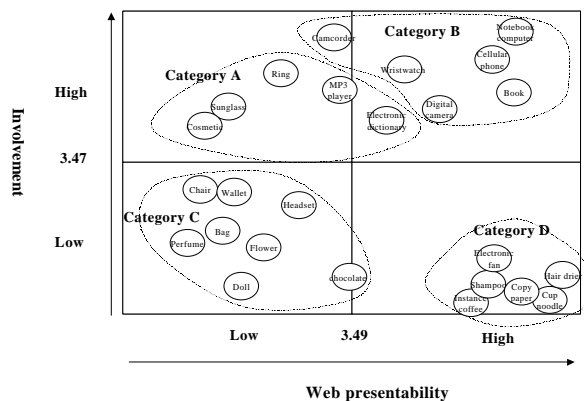 Camcorder
Category B
Notebook
computer
Cellular
phone
Category A
Ring
Wristwatch
MP3
player
Book
High
Sunglass
Digital
camera
Cosmetic
Electronic
dictionary
Involvement
3.47
Chair
Wallet
Headset
Category C
Bag
Category D
Perfume
Flower
Low
Electronic
fan
Doll
chocolate
Hair drier
Shampoo
Copy
paper
Cup
noodle
Instance
coffee
Low
3.49
High
Web presentability